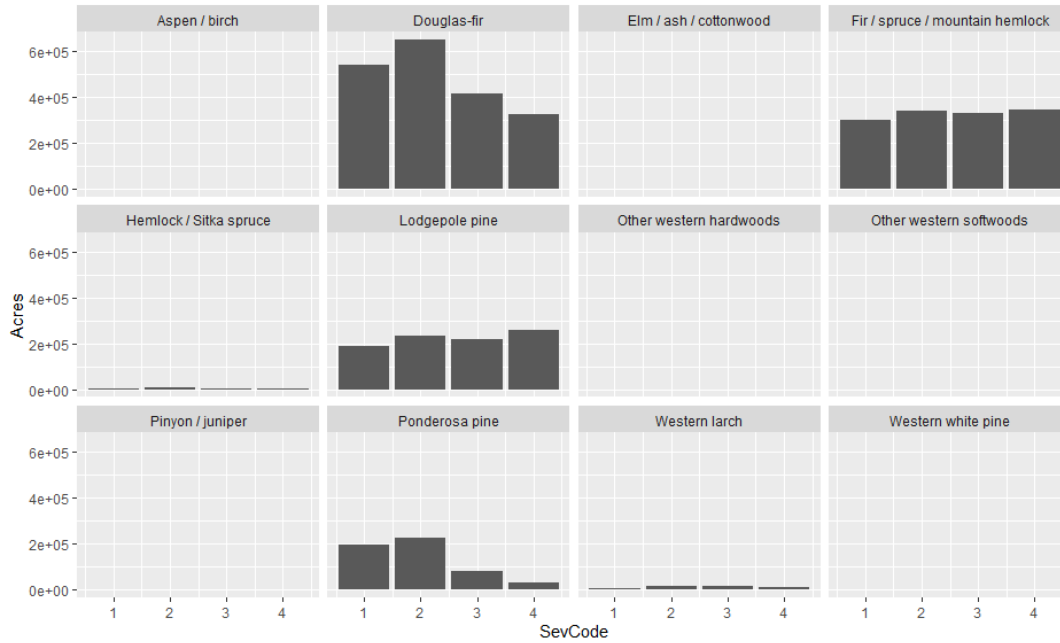 Aspen / birch
Douglas-fir
Elm / ash / cottonwood
Fir / spruce / mountain hemlock
6e+05
4e+05
2e+05
0e+00
Hemlock / Sitka spruce
Lodgepole pine
Other western hardwoods
Other western softwoods
6e+05
4e+05
2e+05
0e+00
Acres
Pinyon / juniper
Ponderosa pine
Western larch
Western white pine
6e+05
4e+05
2e+05
0e+00
1 2 3 4
1 2 3 4
1 2 3 4
1 2 3 4
SevCode